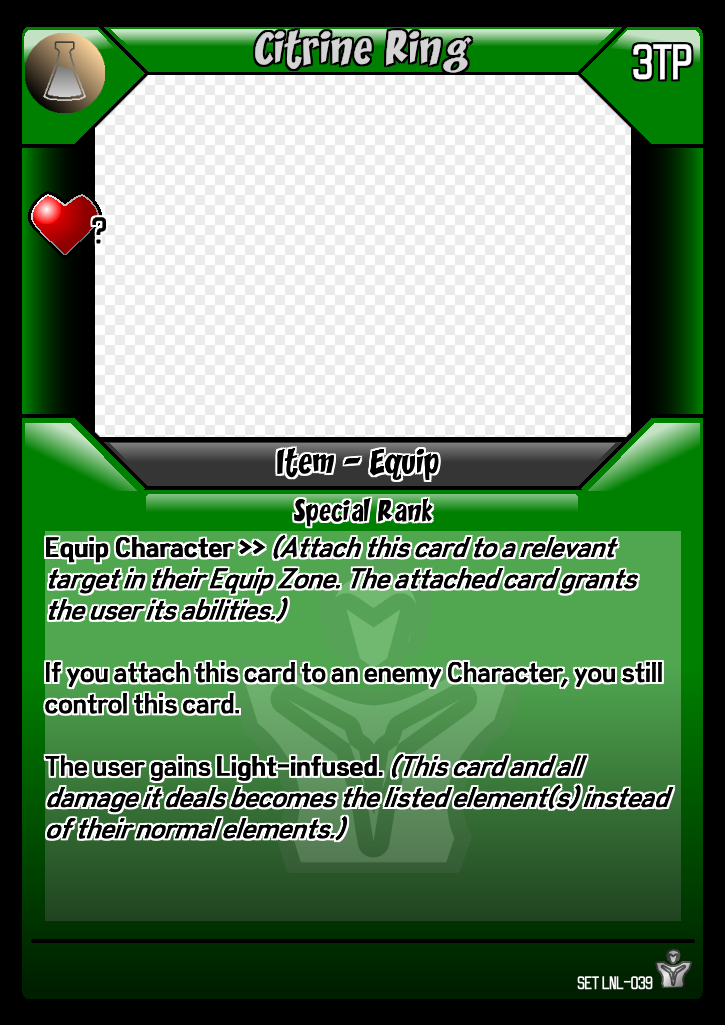 Citrine Ring
3TP
?
Item - Equip
Special Rank
Equip Character >> (Attach this card to a relevant
target in their Equip Zone. The attached card grants
the user its abilities.)
If you attach this card to an enemy Character, you still
control this card.
The user gains Light-infused. (This card and all
damage it deals becomes the listed element(s) instead
of their normal elements.)
SET LNL-039